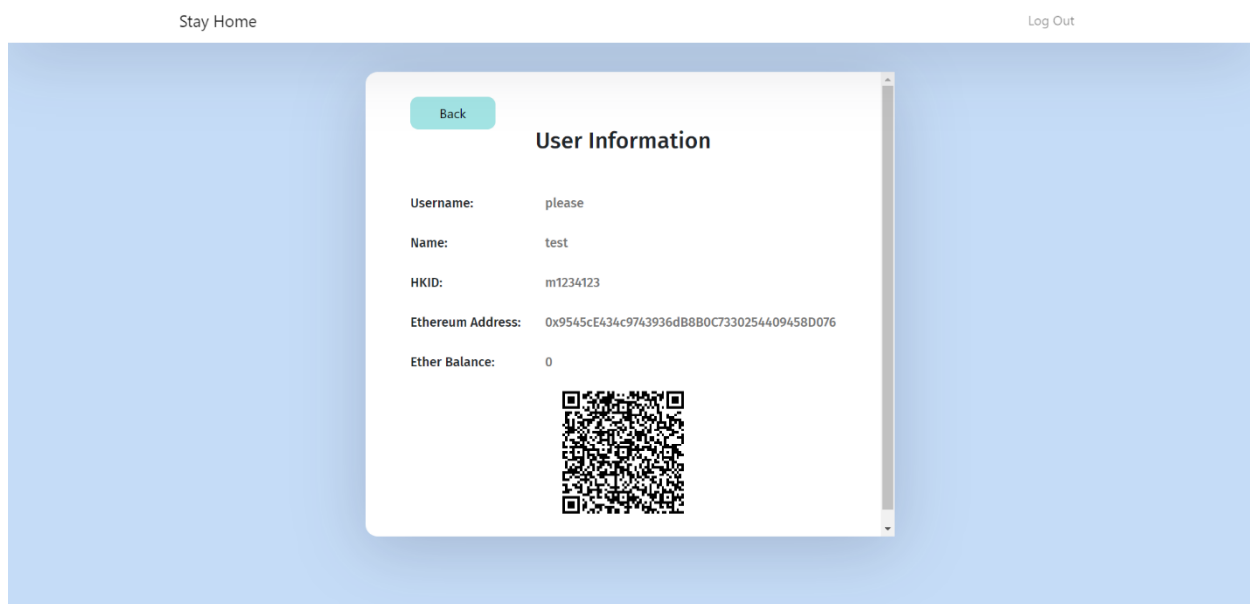 Stay Home
Log Out
Back
User Information
Username: please
Name: test
HKID: m1234123
Ethereum Address: 0x9545cE434c9743936dB8B0C7330254409458D076
Ether Balance: 0